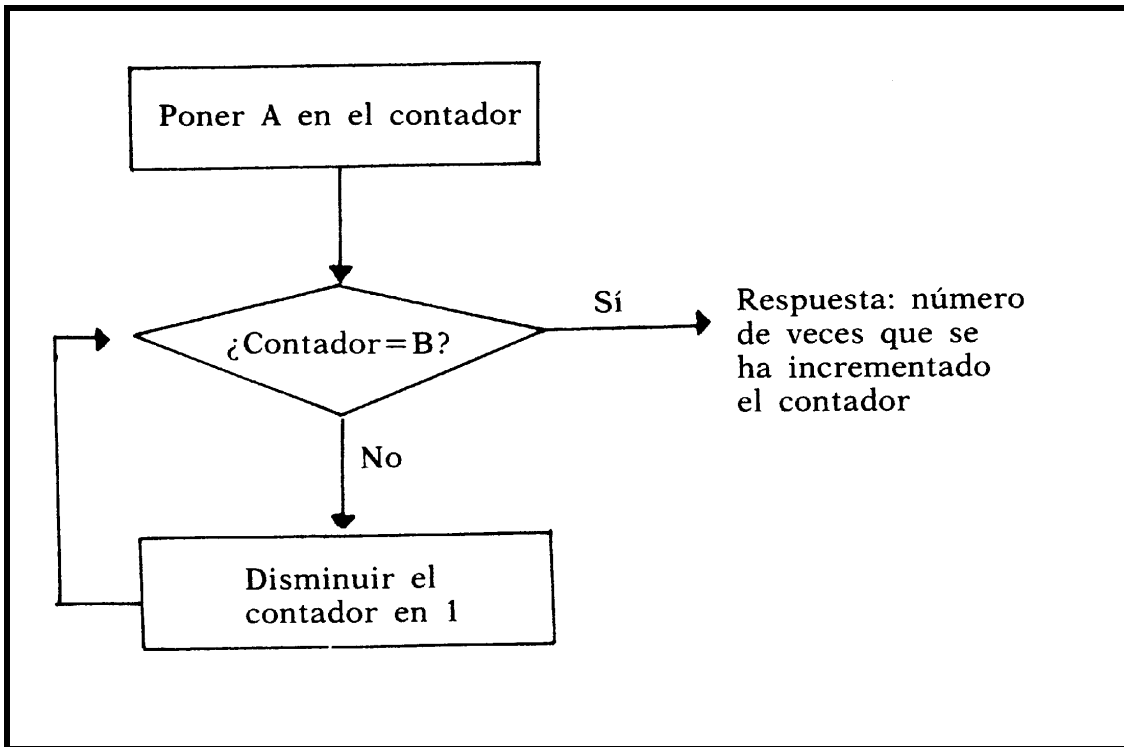 Poner A en el contador
¿Contador=B?
Sí
Respuesta: número
de veces que se
ha incrementado
el contador
No
Disminuir el
contador en 1